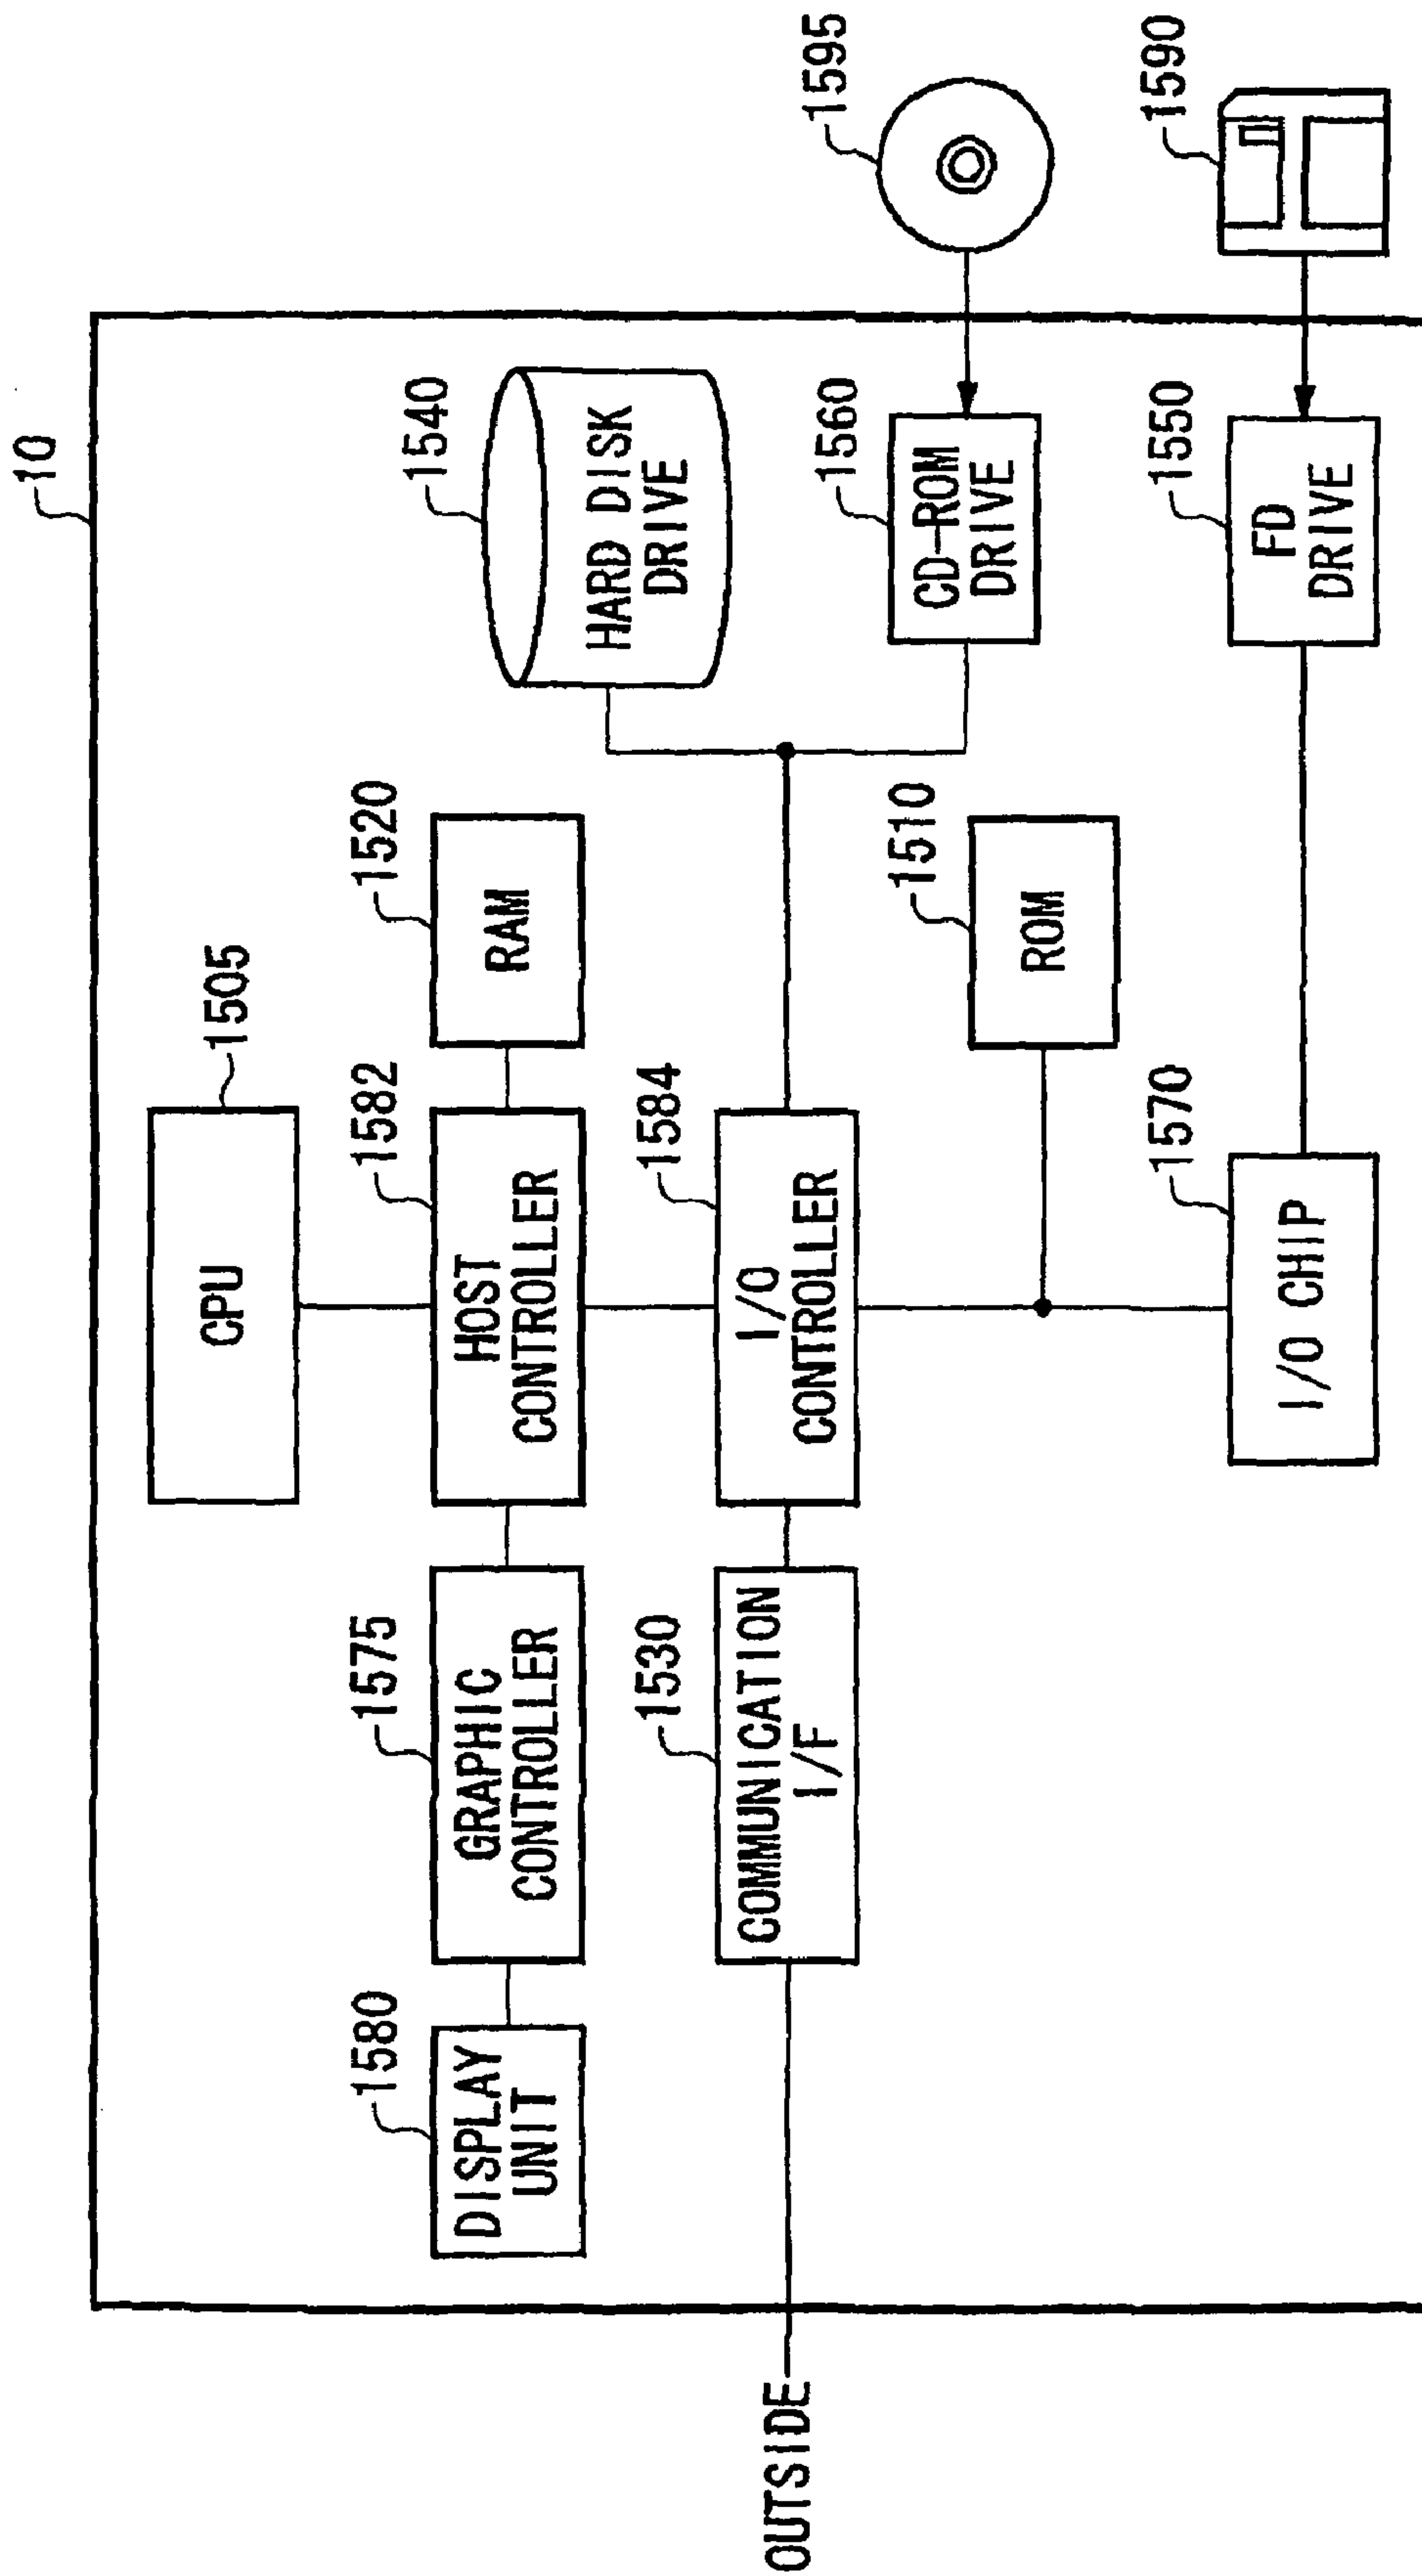 10
1505
CPU
1580
1575
1582
1520
1540
DISPLAY
UNIT
GRAPHIC
CONTROLLER
HOST
CONTROLLER
RAM
HARD DISK
DRIVE
1530
1584
OUTSIDE
COMMUNICATION
I/F
I/O
CONTROLLER
1510
1560
1595
ROM
CD-ROM
DRIVE
1570
1550
1590
I/O CHIP
FD
DRIVE